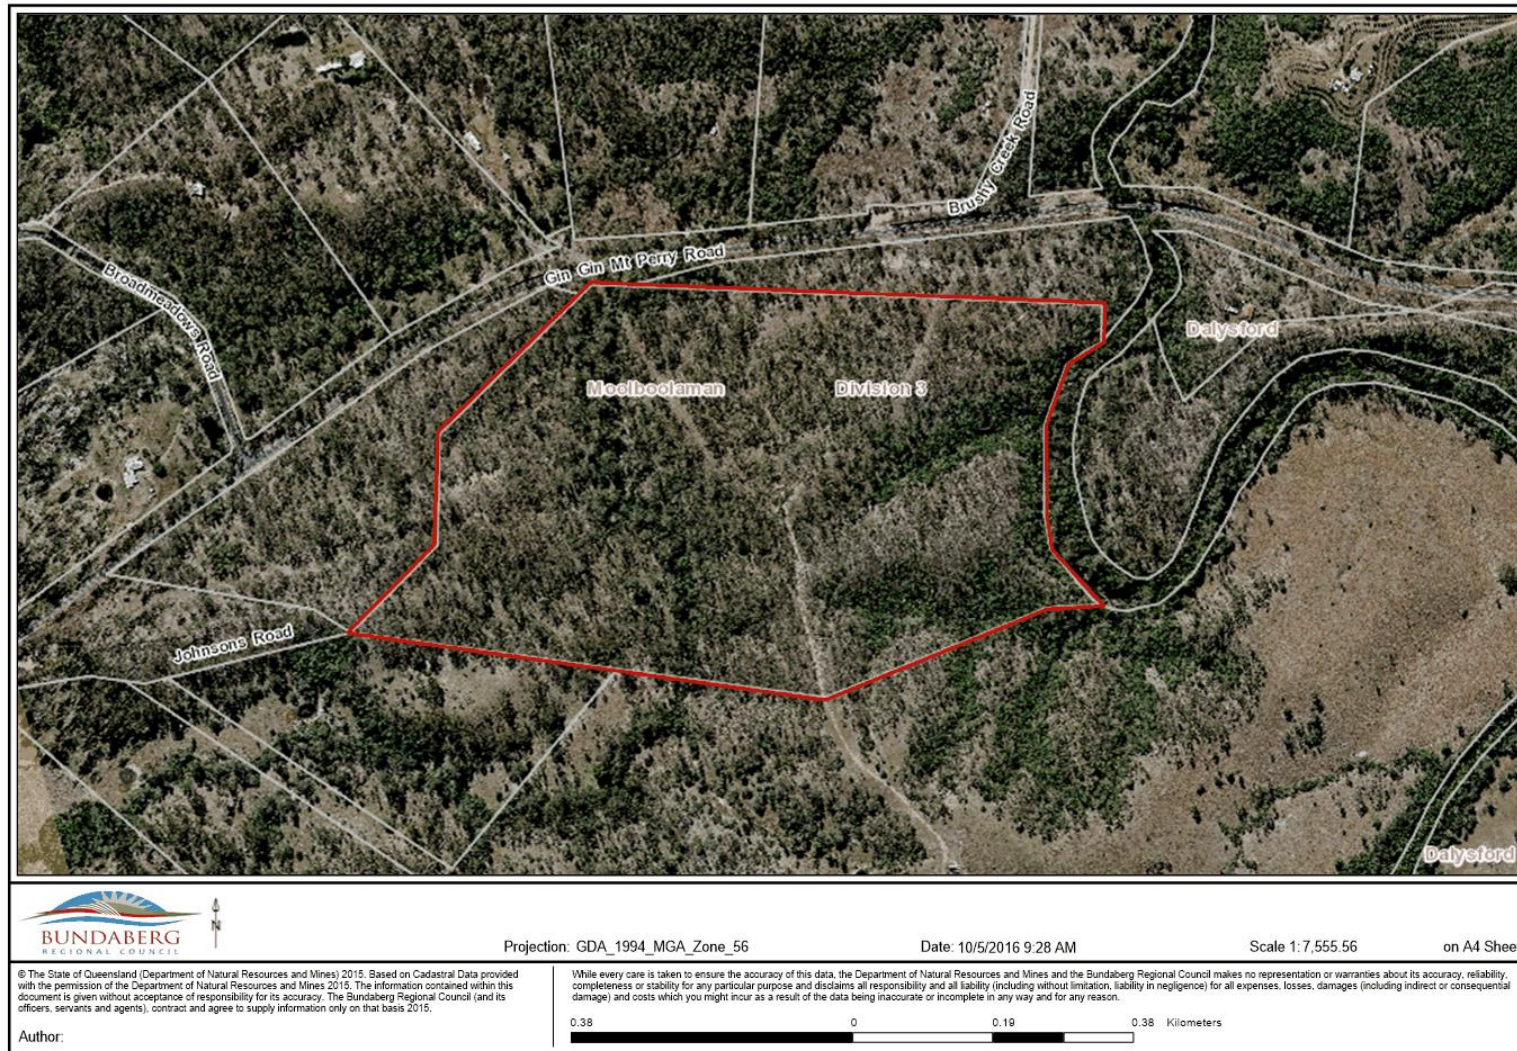 Brushy Creek Road
Gin Gin Mt Perry Road
Broadmeadows Road
Dalysford
Moolboolaman
Division 3
Johnsons Road
Dalysford
BUNDABERG
REGIONAL COUNCIL
N
Projection: GDA_1994_MGA_Zone_56
Date: 10/5/2016 9:28 AM
Scale 1:7,555.56
on A4 Sheet
© The State of Queensland (Department of Natural Resources and Mines) 2015. Based on Cadastral Data provided
with the permission of the Department of Natural Resources and Mines 2015. The information contained within this
document is given without acceptance of responsibility for its accuracy. The Bundaberg Regional Council (and its
officers, servants and agents), contract and agree to supply information only on that basis 2015.
Author:
While every care is taken to ensure the accuracy of this data, the Department of Natural Resources and Mines and the Bundaberg Regional Council makes no representation or warranties about its accuracy, reliability,
completeness or stability for any particular purpose and disclaims all responsibility and all liability (including without limitation, liability in negligence) for all expenses, losses, damages (including indirect or consequential
damage) and costs which you might incur as a result of the data being inaccurate or incomplete in any way and for any reason.
0.38 0 0.19 0.38 Kilometers